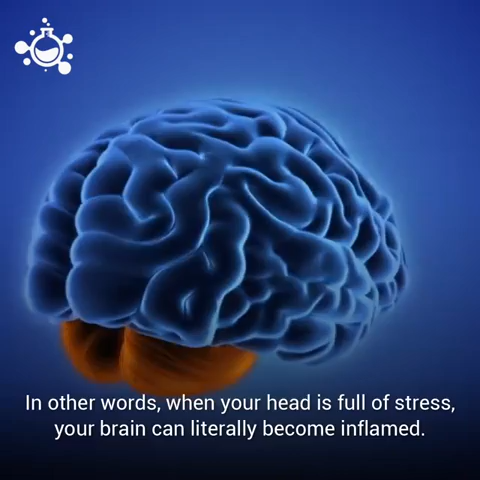 In other words, when your head is full of stress,
your brain can literally become inflamed.